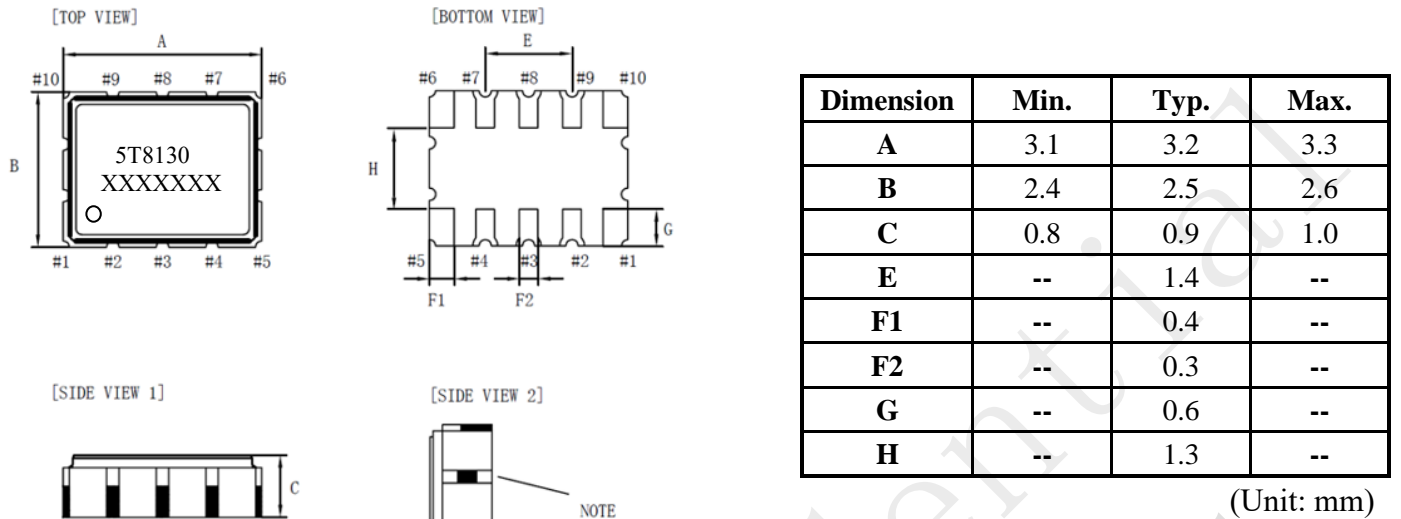 [TOP VIEW]
A
#10 #9 #8 #7 #6
B
5T8130
XXXXXXX
#1 #2 #3 #4 #5
[BOTTOM VIEW]
E
#6 #7 #8 #9 #10
H
G
#5 #4 #3 #2 #1
F1 F2
[SIDE VIEW 1]
C
[SIDE VIEW 2]
NOTE
Dimension Min. Typ. Max.
A 3.1 3.2 3.3
B 2.4 2.5 2.6
C 0.8 0.9 1.0
E -- 1.4 --
F1 -- 0.4 --
F2 -- 0.3 --
G -- 0.6 --
H -- 1.3 --
(Unit: mm)
dential